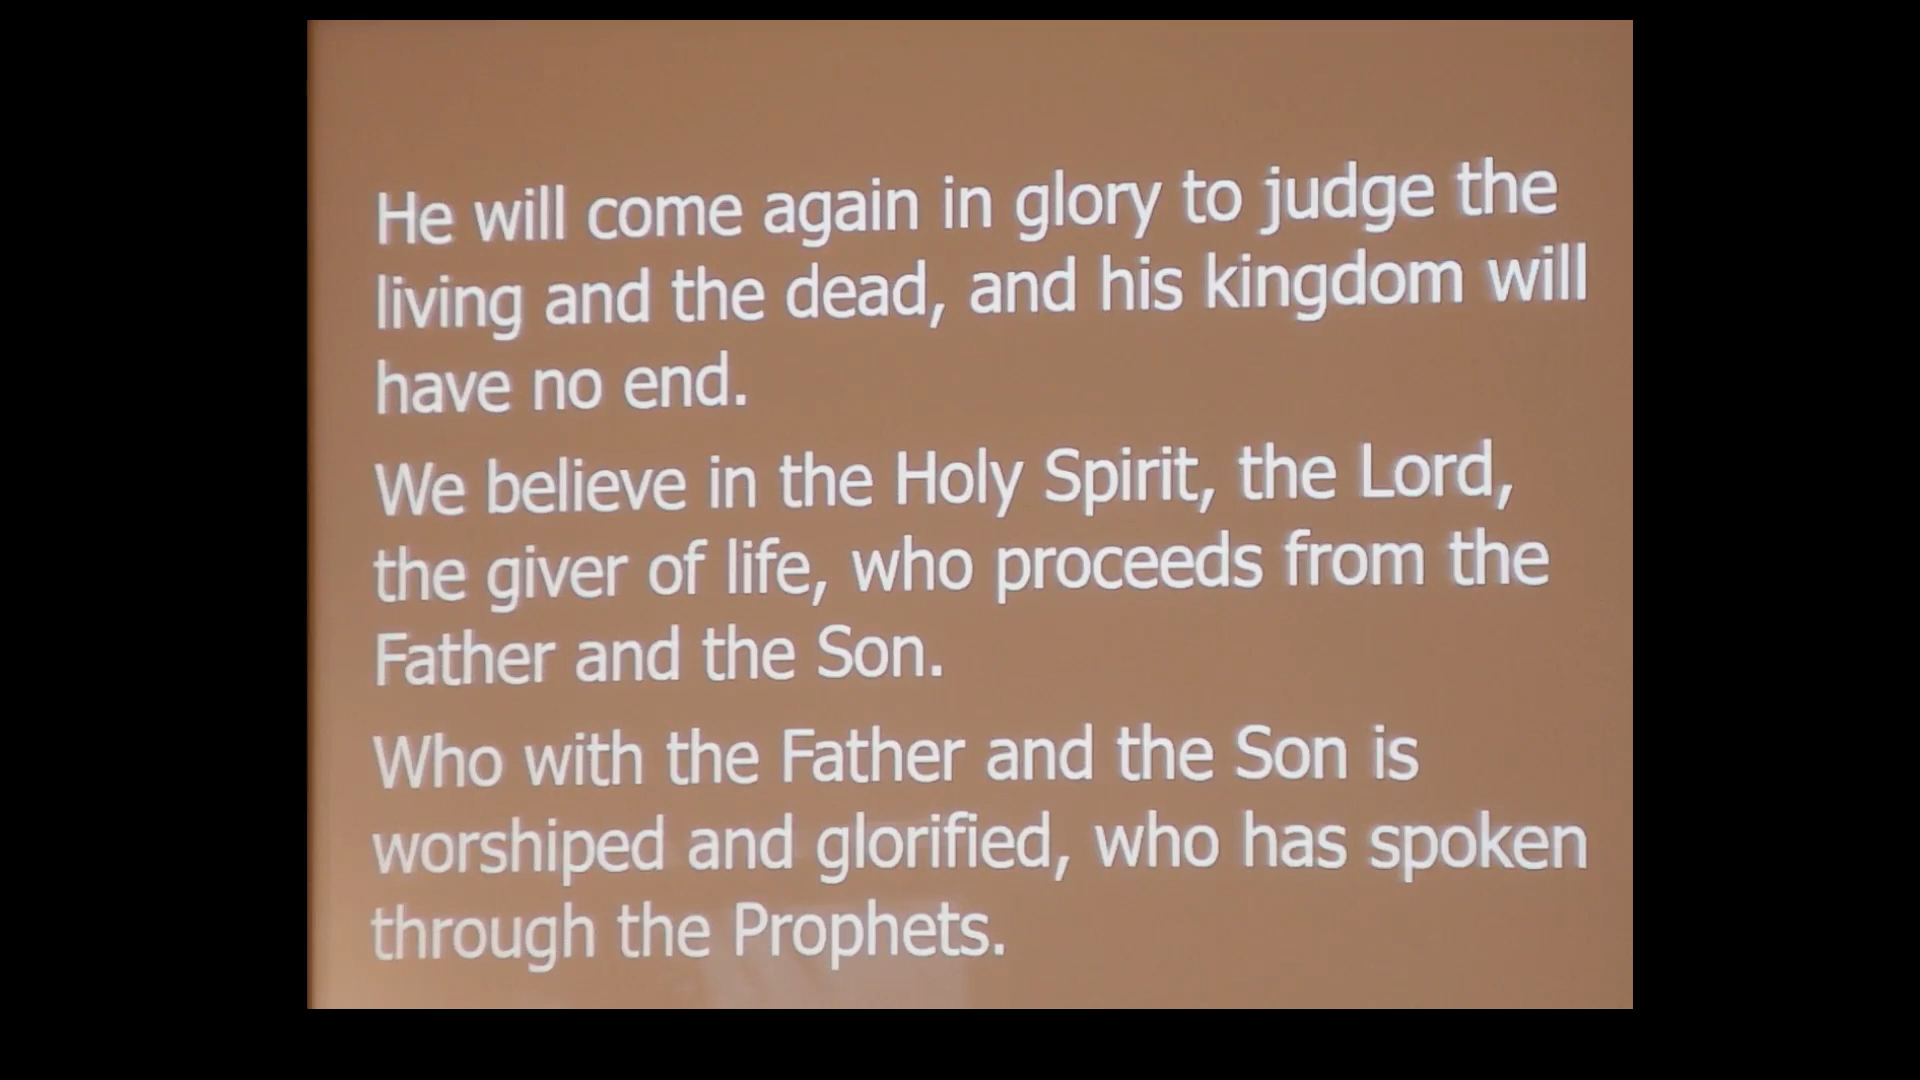 He will come again in glory to judge the
living and the dead, and his kingdom will
have no end.
We believe in the Holy Spirit, the Lord,
the giver of life, who proceeds from the
Father and the Son.
Who with the Father and the Son is
worshiped and glorified, who has spoken
through the Prophets.